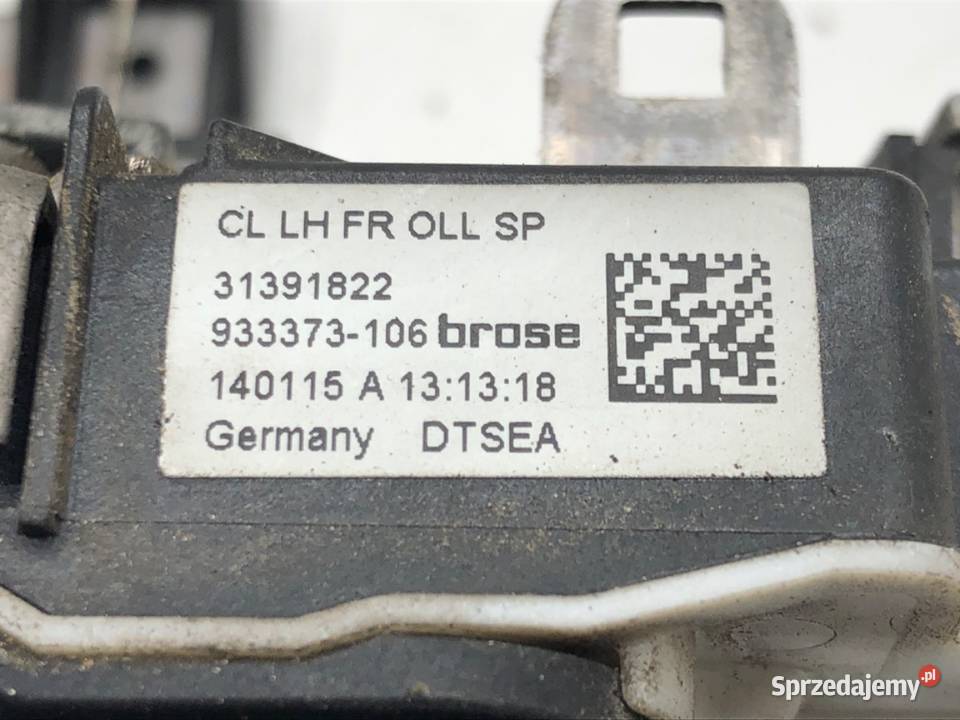 CL LH FR OLL SP
31391822
933373-106 brose
140115 A 13:13:18
Germany DTSEA
Sprzedajemy.pl